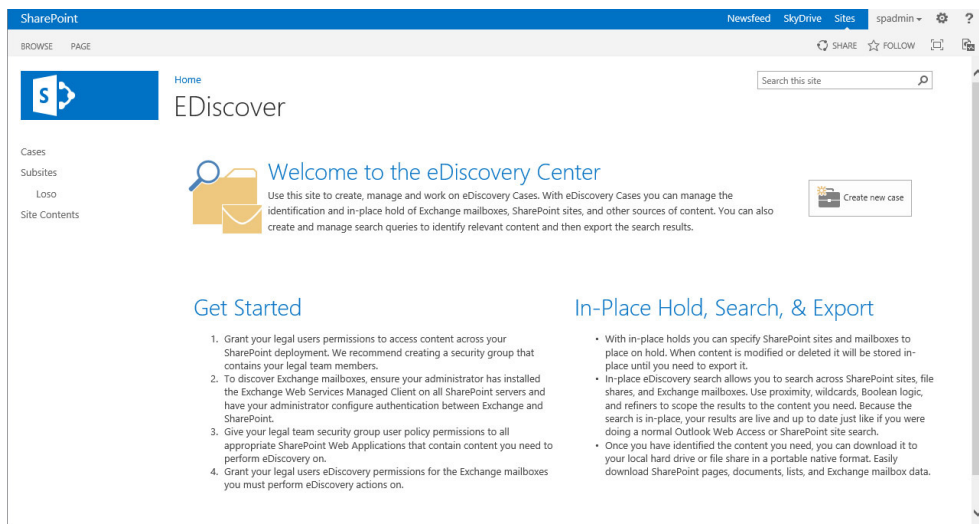 SharePoint
Newsfeed SkyDrive Sites spadmin ?
BROWSE PAGE
SHARE FOLLOW
S
Home
EDiscover
Search this site
Cases
Subsites
Loso
Site Contents
Welcome to the eDiscovery Center
Use this site to create, manage and work on eDiscovery Cases. With eDiscovery Cases you can manage the
identification and in-place hold of Exchange mailboxes, SharePoint sites, and other sources of content. You can also
create and manage search queries to identify relevant content and then export the search results.
Create new case
Get Started
1. Grant your legal users permissions to access content across your
SharePoint deployment. We recommend creating a security group that
contains your legal team members.
2. To discover Exchange mailboxes, ensure your administrator has installed
the Exchange Web Services Managed Client on all SharePoint servers and
have your administrator configure authentication between Exchange and
SharePoint.
3. Give your legal team security group user policy permissions to all
appropriate SharePoint Web Applications that contain content you need to
perform eDiscovery on.
4. Grant your legal users eDiscovery permissions for the Exchange mailboxes
you must perform eDiscovery actions on.
In-Place Hold, Search, & Export
• With in-place holds you can specify SharePoint sites and mailboxes to
place on hold. When content is modified or deleted it will be stored in-
place until you need to export it.
• In-place eDiscovery search allows you to search across SharePoint sites, file
shares, and Exchange mailboxes. Use proximity, wildcards, Boolean logic,
and refiners to scope the results to the content you need. Because the
search is in-place, your results are live and up to date just like if you were
doing a normal Outlook Web Access or SharePoint site search.
• Once you have identified the content you need, you can download it to
your local hard drive or file share in a portable native format. Easily
download SharePoint pages, documents, lists, and Exchange mailbox data.